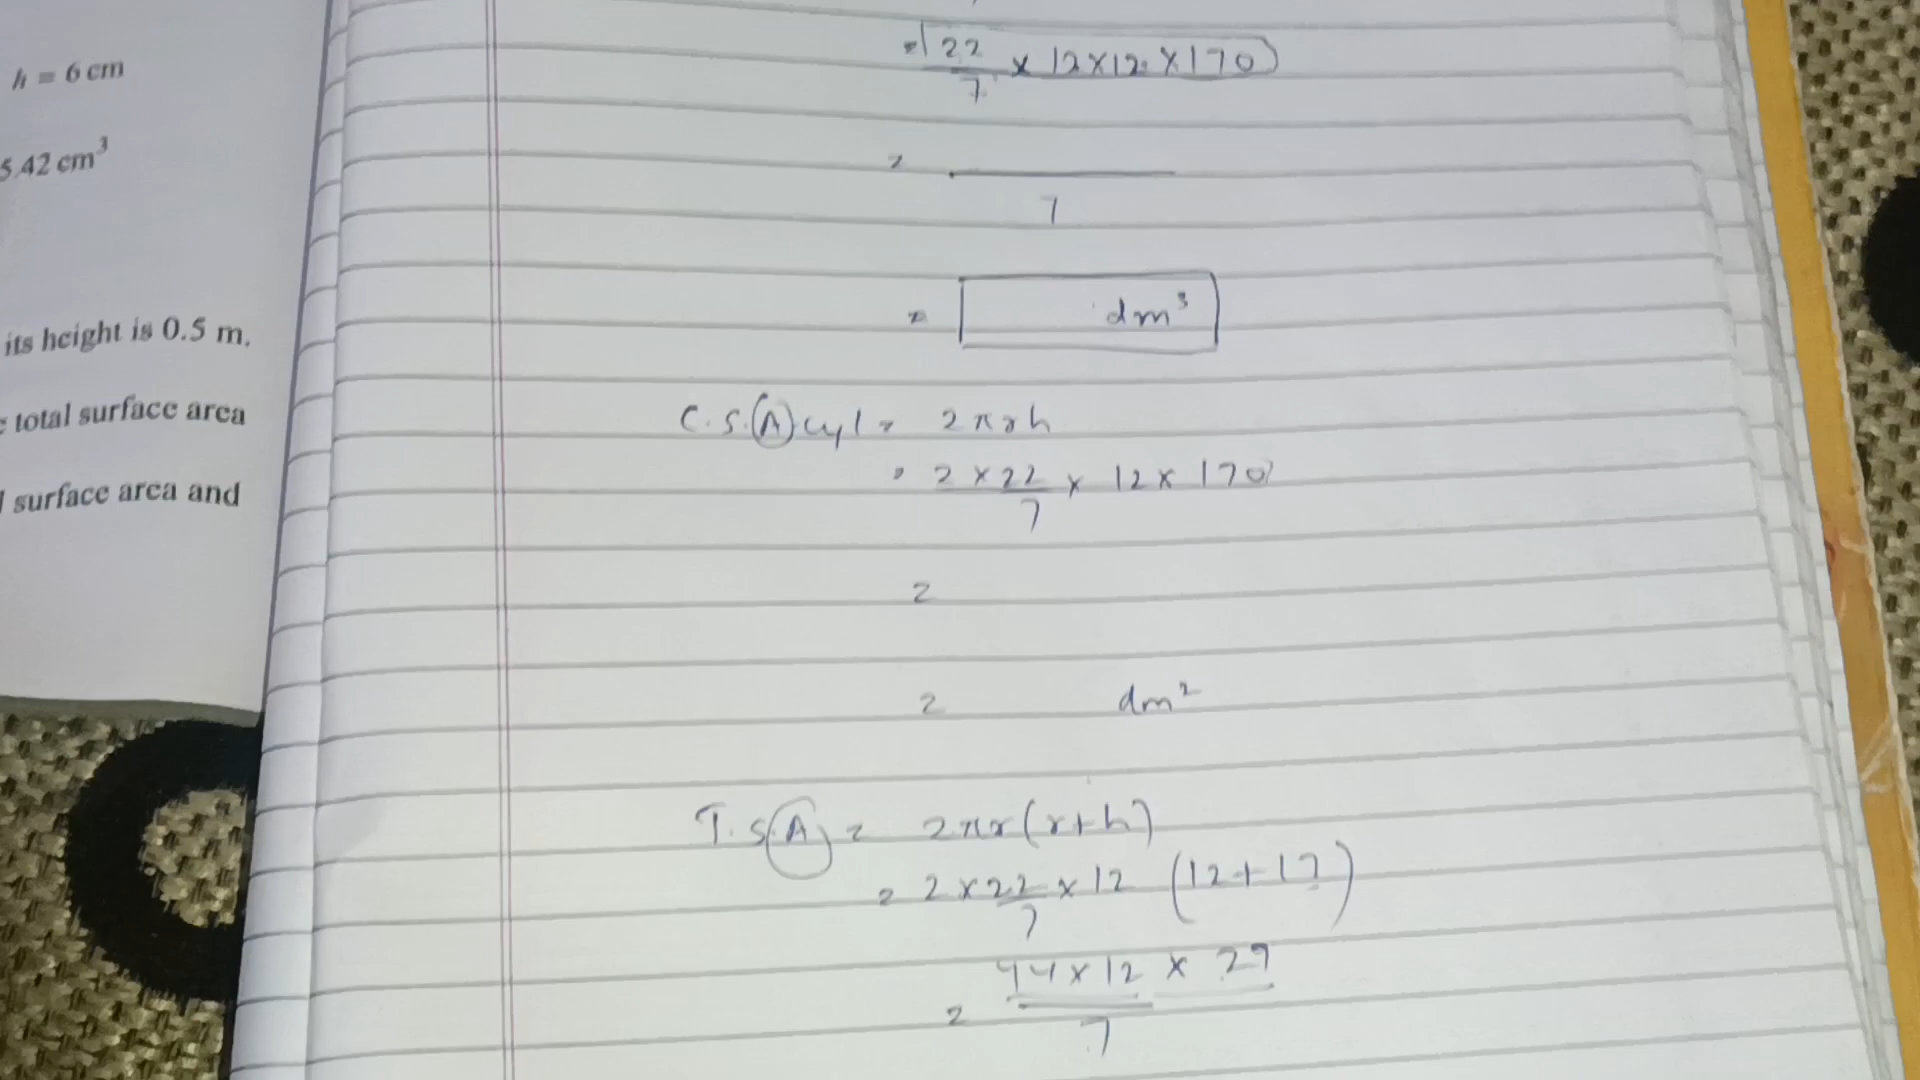 h = 6 cm
5.42 cm³
its height is 0.5 m.
total surface area
surface area and
= 22/7 × 12×12 × 170
= /7
= dm³
C.S.A cyl = 2πrh
= 2 × 22/7 × 12 × 170
=
= dm²
T.S.A = 2πr(r+h)
= 2 × 22/7 × 12 (12+17)
= 44×12 × 29/7